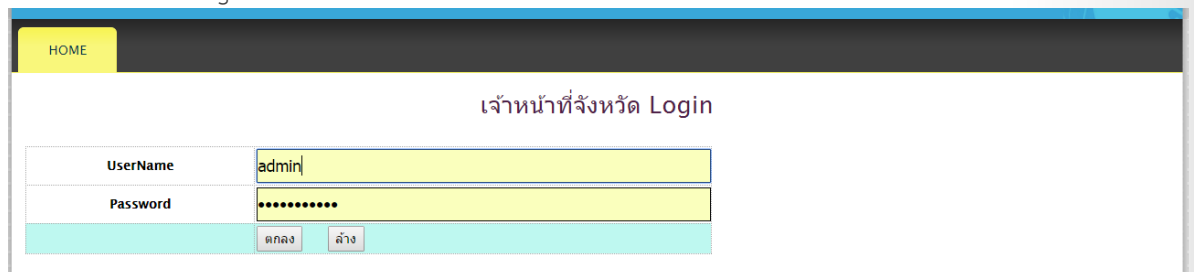 HOME
เจ้าหน้าที่จังหวัด Login
UserName admin
Password •••••••••••
ตกลง ล้าง